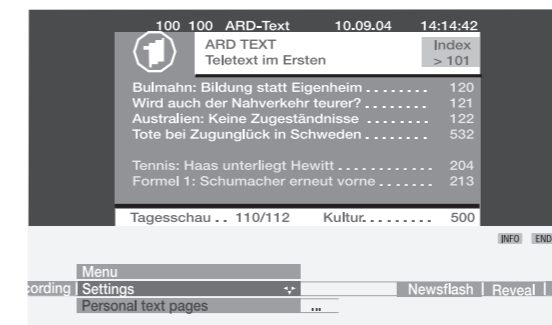 100 100 ARD-Text 10.09.04 14:14:42
1
ARD TEXT Index
Teletext im Ersten > 101
Bulmahn: Bildung statt Eigenheim . . . . . . . . 120
Wird auch der Nahverkehr teurer? . . . . . . . . 121
Australien: Keine Zugeständnisse . . . . . . . . 122
Tote bei Zugunglück in Schweden . . . . . . . . 532
Tennis: Haas unterliegt Hewitt . . . . . . . . . . . . 204
Formel 1: Schumacher erneut vorne . . . . . . . 213
Tagesschau . . 110/112 Kultur. . . . . . . . . 500
INFO END
Menu
cording | Settings Newsflash | Reveal |
Personal text pages ...